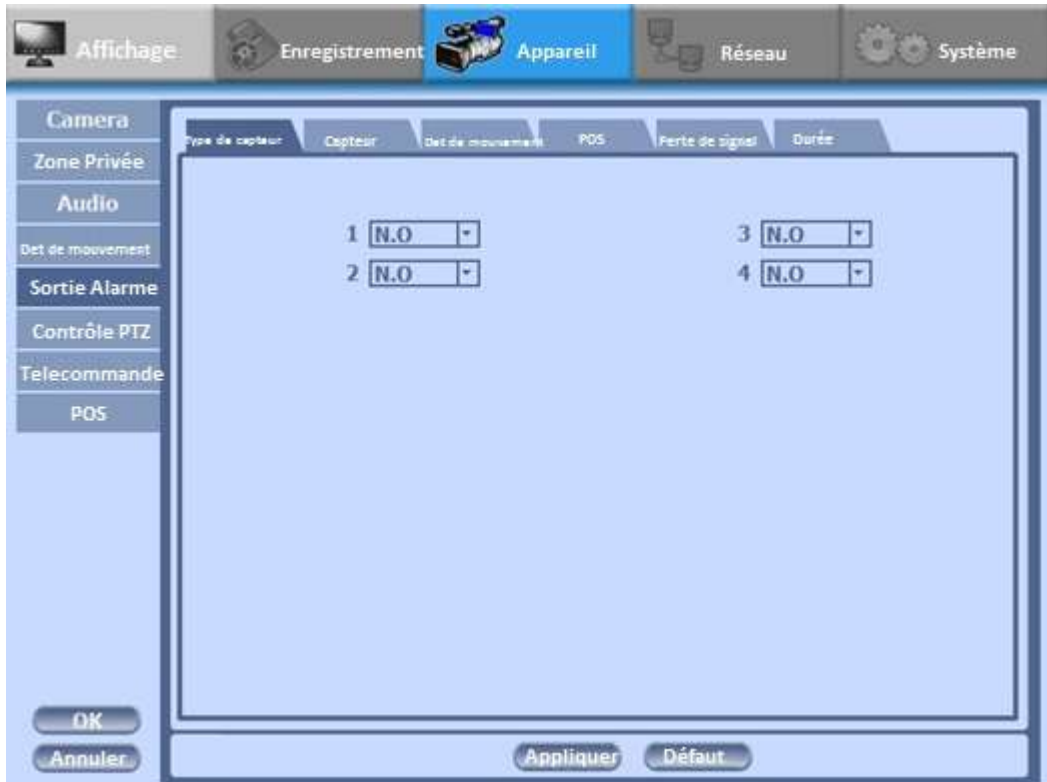 Affichage
Enregistrement
Appareil
Réseau
Système
Camera
Zone Privée
Audio
Det de mouvement
Sortie Alarme
Contrôle PTZ
Telecommande
POS
Type de capteur
Capteur
Det de mouvement
POS
Perte de signal
Durée
1 N.O
3 N.O
2 N.O
4 N.O
OK
Annuler
Appliquer
Défaut